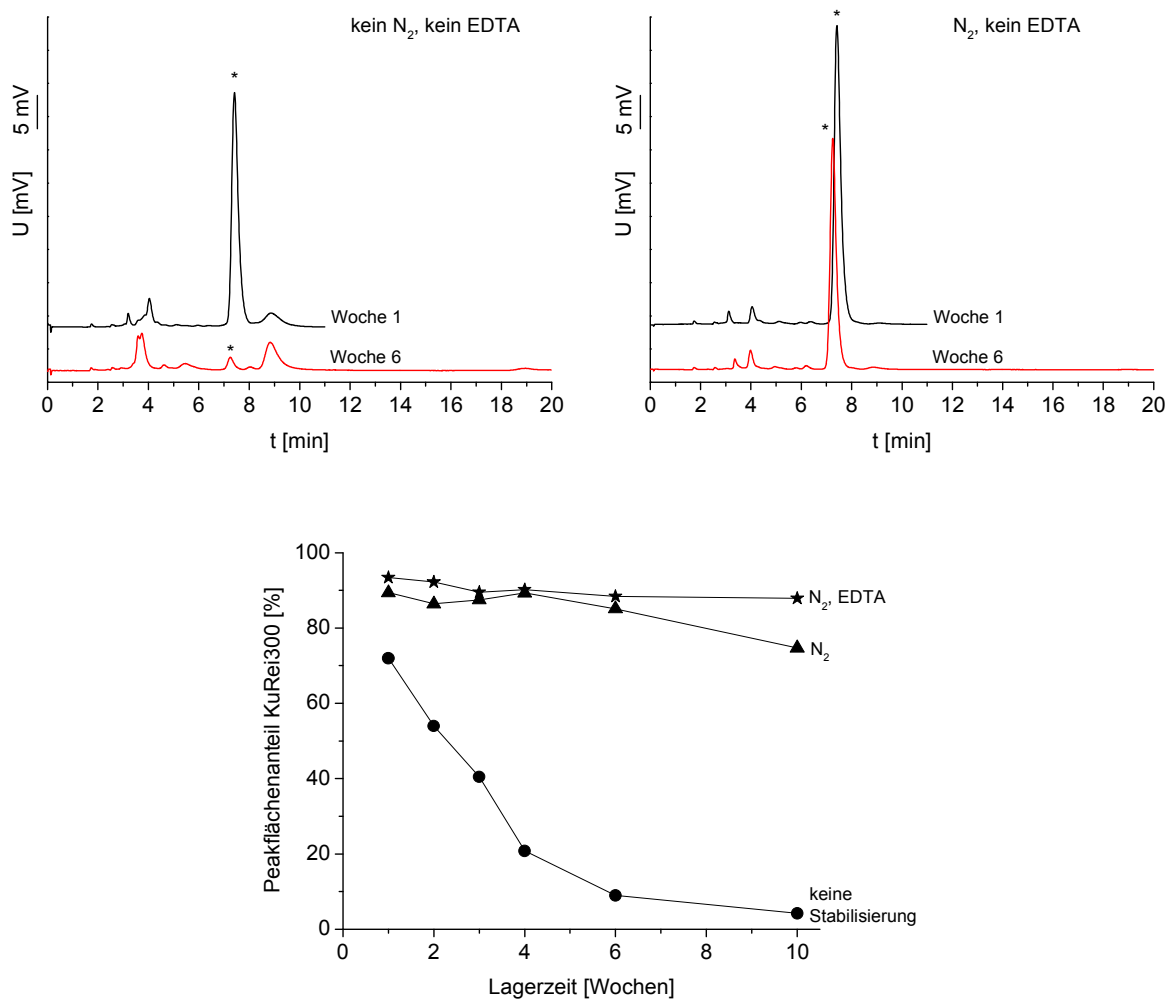 kein N₂, kein EDTA
*
5 mV
U [mV]
Woche 1
*
Woche 6
0 2 4 6 8 10 12 14 16 18 20
t [min]
N₂, kein EDTA
*
*
5 mV
U [mV]
Woche 1
Woche 6
0 2 4 6 8 10 12 14 16 18 20
t [min]
Peakflächenanteil KuRei300 [%]
100
80
60
40
20
0
N₂, EDTA
N₂
keine
Stabilisierung
0 2 4 6 8 10
Lagerzeit [Wochen]